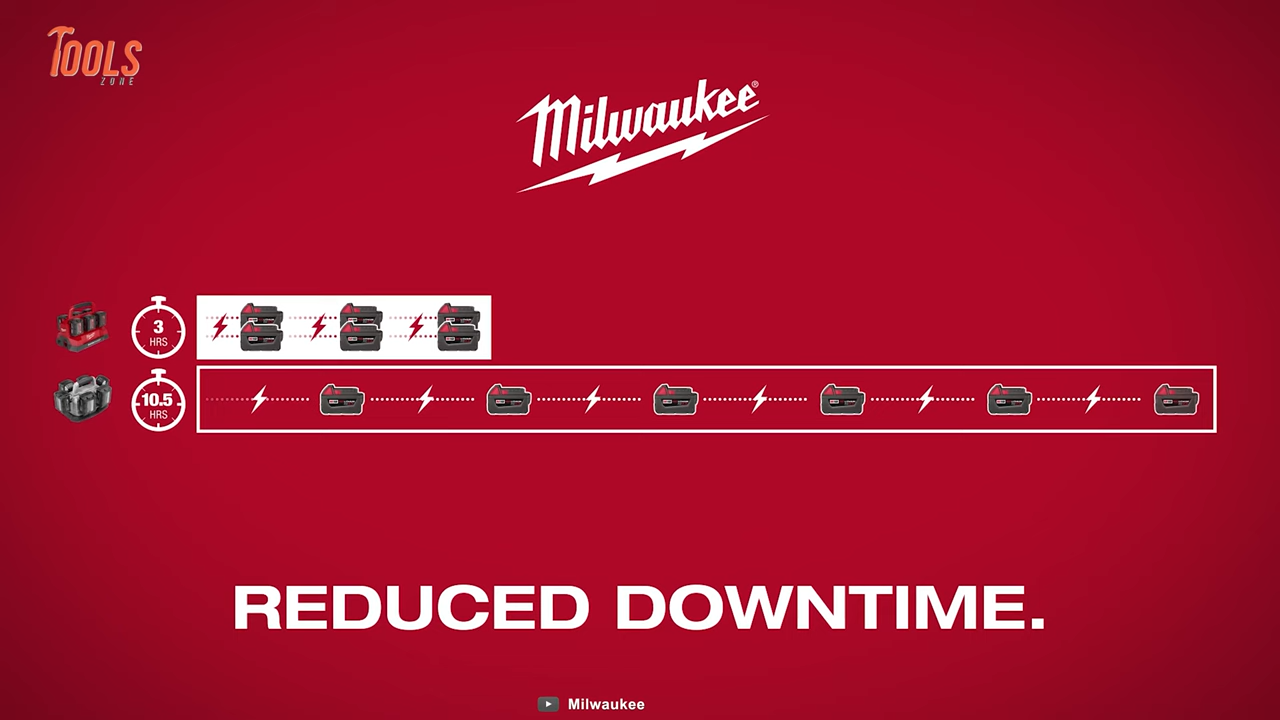 TOOLS
ZONE
Milwaukee®
3
HRS
10.5
HRS
REDUCED DOWNTIME.
Milwaukee